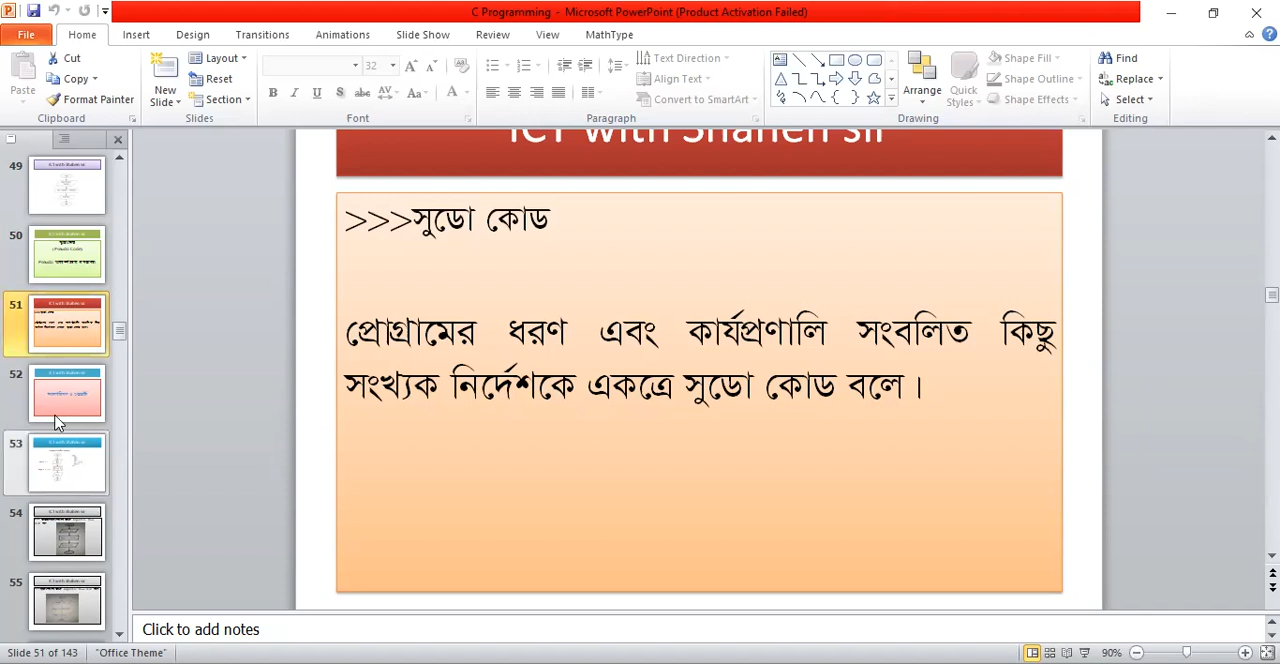 C Programming - Microsoft PowerPoint (Product Activation Failed)
File Home Insert Design Transitions Animations Slide Show Review View MathType
Paste
Cut
Copy
Format Painter
Clipboard
New Slide
Layout
Reset
Section
Slides
32
Font
Text Direction
Align Text
Convert to SmartArt
Paragraph
Arrange
Quick Styles
Shape Fill
Shape Outline
Shape Effects
Drawing
Find
Replace
Select
Editing
49
50
51
52
53
54
55
ICT with Shahen sir
>>>সুডো কোড
প্রোগ্রামের ধরণ এবং কার্যপ্রণালি সংবলিত কিছু
সংখ্যক নির্দেশকে একত্রে সুডো কোড বলে।
Click to add notes
Slide 51 of 143 "Office Theme" 90%